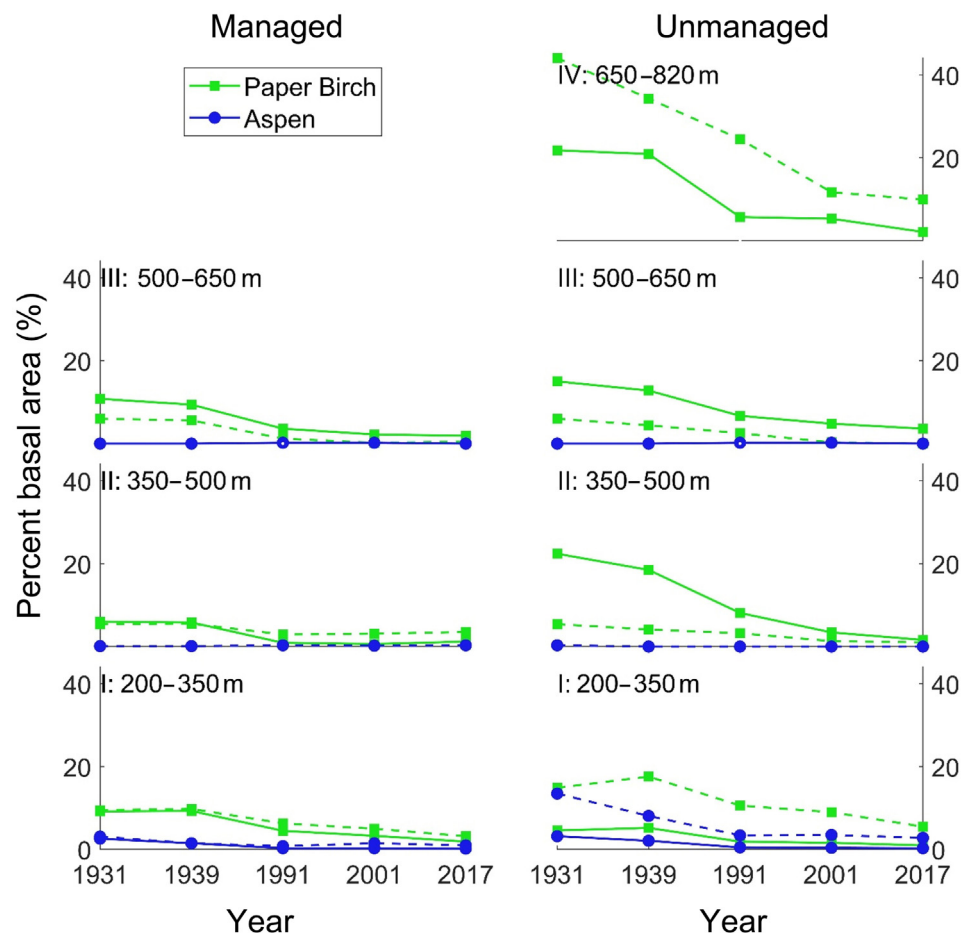 Managed
Unmanaged
Paper Birch
Aspen
IV: 650–820 m
40
20
Percent basal area (%)
40
III: 500–650 m
20
III: 500–650 m
40
20
40
II: 350–500 m
20
II: 350–500 m
40
20
40
I: 200–350 m
20
0
I: 200–350 m
40
20
0
1931 1939 1991 2001 2017
1931 1939 1991 2001 2017
Year
Year